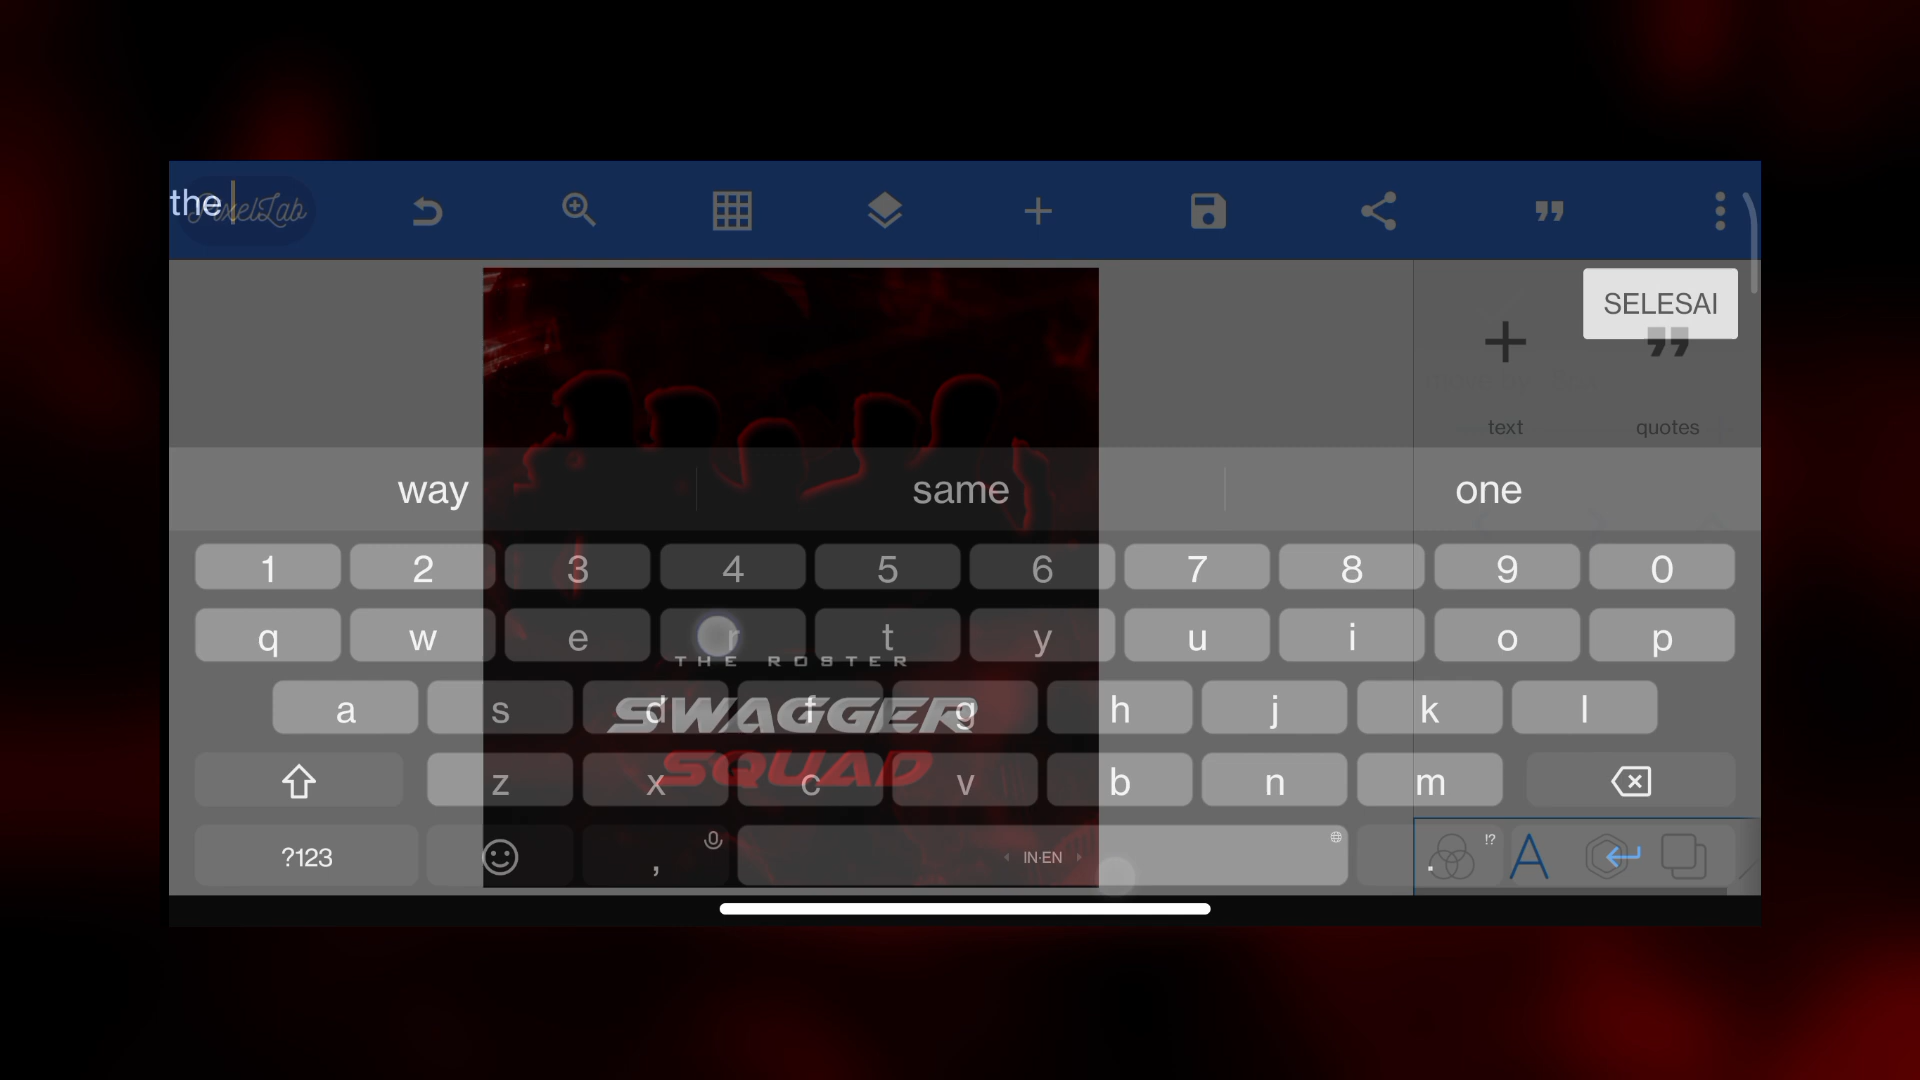 the
PixelLab
SELESAI
text quotes
way same one
1 2 3 4 5 6 7 8 9 0
q w e r t y u i o p
THE ROSTER
a s d f g h j k l
SWAGGER
z x c v b n m
SQUAD
?123 , IN·EN . !?